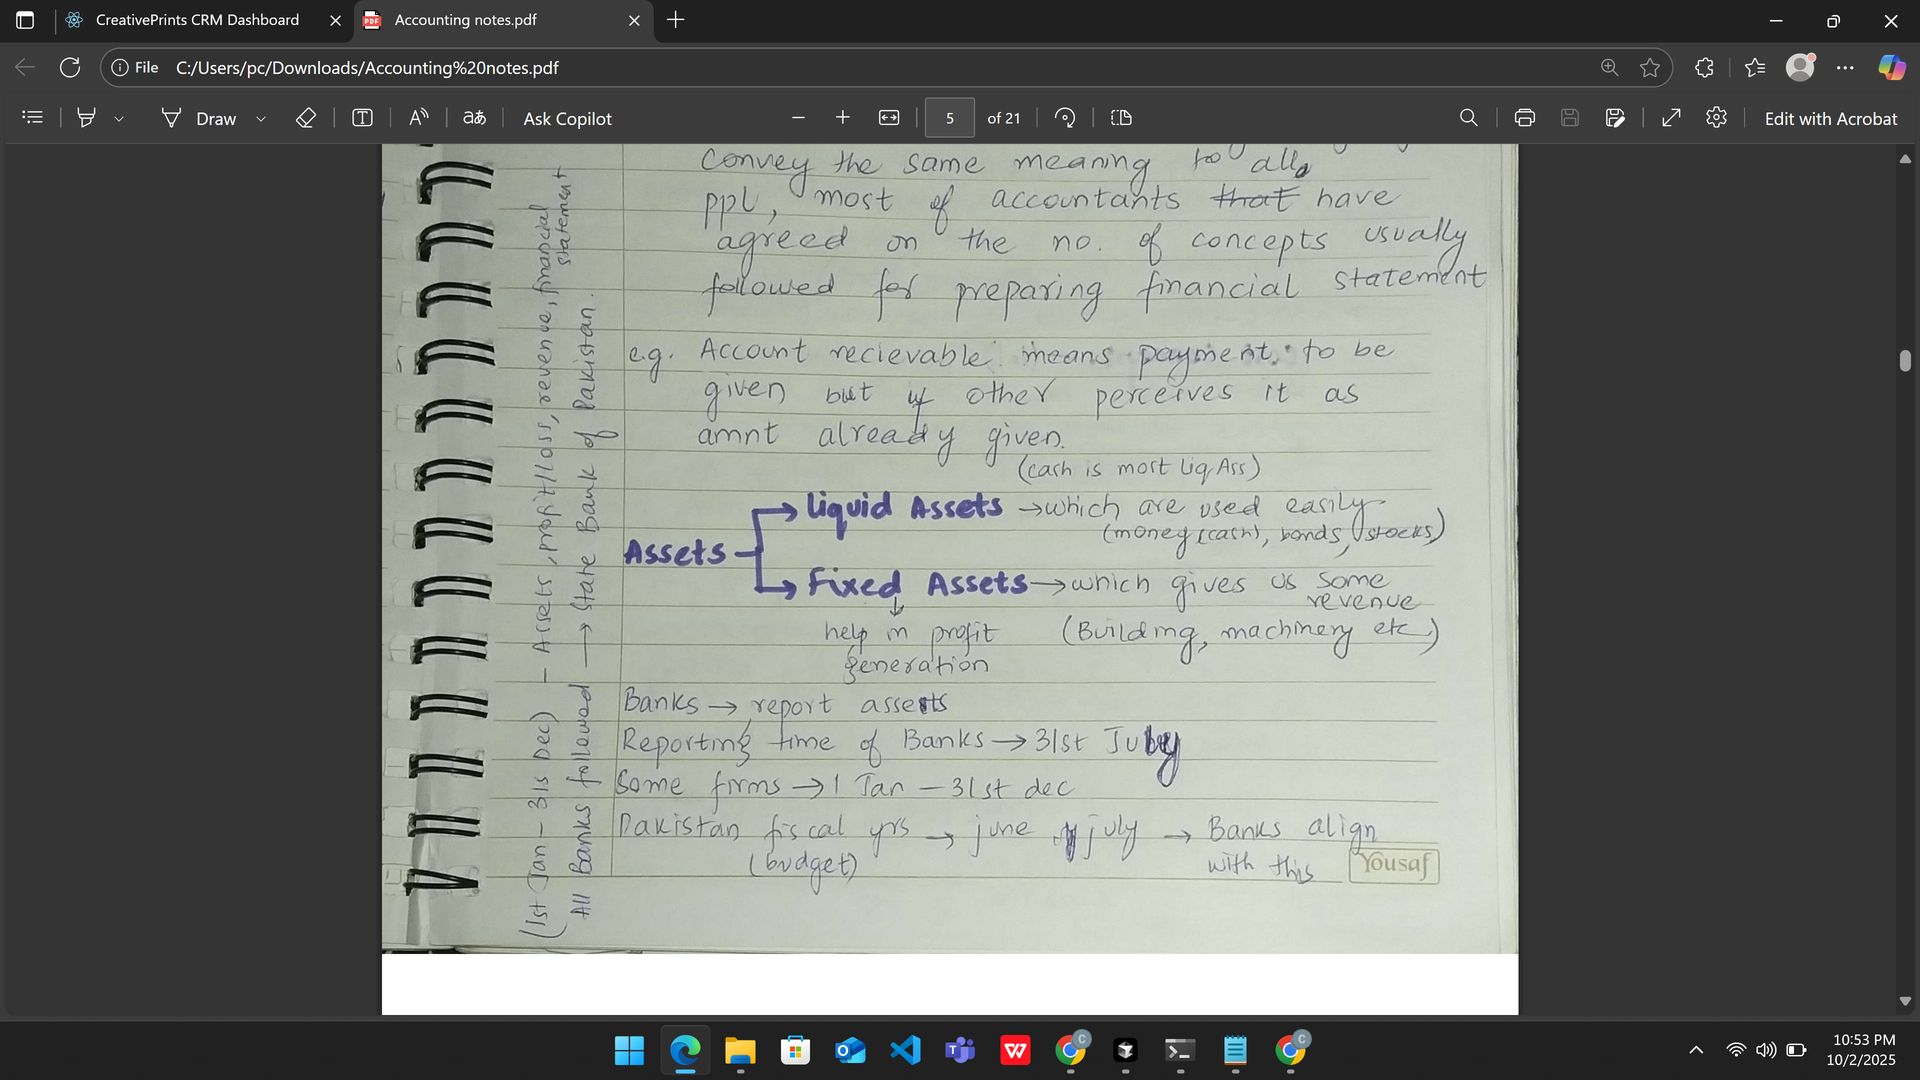 CreativePrints CRM Dashboard
Accounting notes.pdf
File C:/Users/pc/Downloads/Accounting%20notes.pdf
Draw
aあ
Ask Copilot
5 of 21
Edit with Acrobat
Convey the same meaning to all
ppl, most of accountants that have
agreed on the no. of concepts usually
followed for preparing financial statement
e.g. Account recievable means payment to be
given but if other perceives it as
amnt already given.
(cash is most Liq Ass)
Liquid Assets → which are used easily
(money (cash), bonds, stocks)
Assets
Fixed Assets → which gives us some
revenue
help in profit (Building, machinery etc)
generation
Banks → report assets
Reporting time of Banks → 31st July
Some firms → 1 Jan – 31st dec
Pakistan fiscal yrs → june july → Banks align
(budget) with this
Yousaf
(1st Jan – 31s Dec) – Assets, profit/loss, revenue, financial
statement
All Banks followed → State Bank of Pakistan.
10:53 PM
10/2/2025